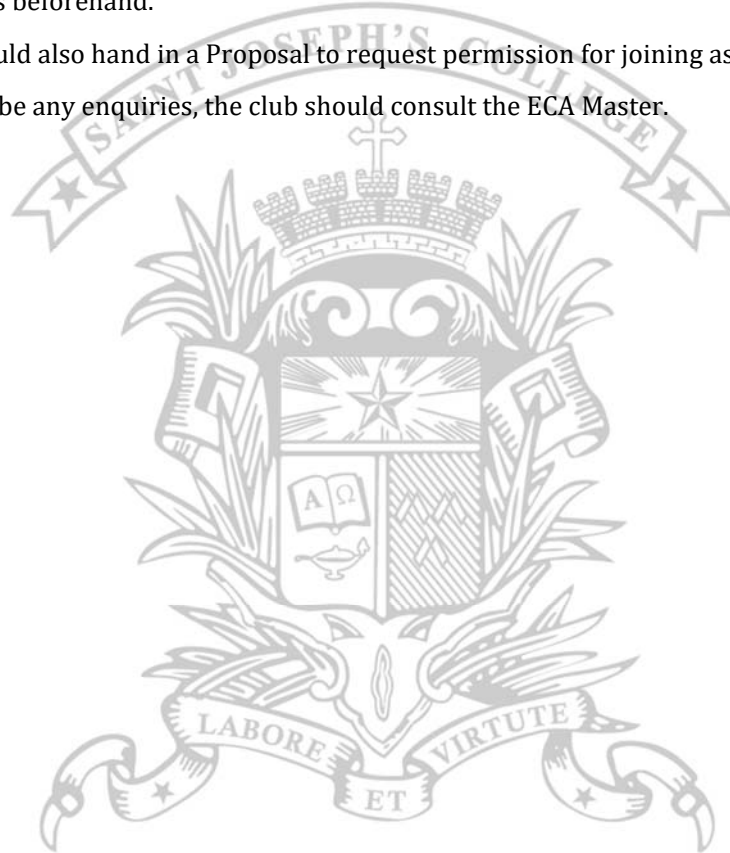 s beforehand.
uld also hand in a Proposal to request permission for joining as
be any enquiries, the club should consult the ECA Master.
SAINT JOSEPH'S COLLEGE
Α Ω
LABORE ET VIRTUTE